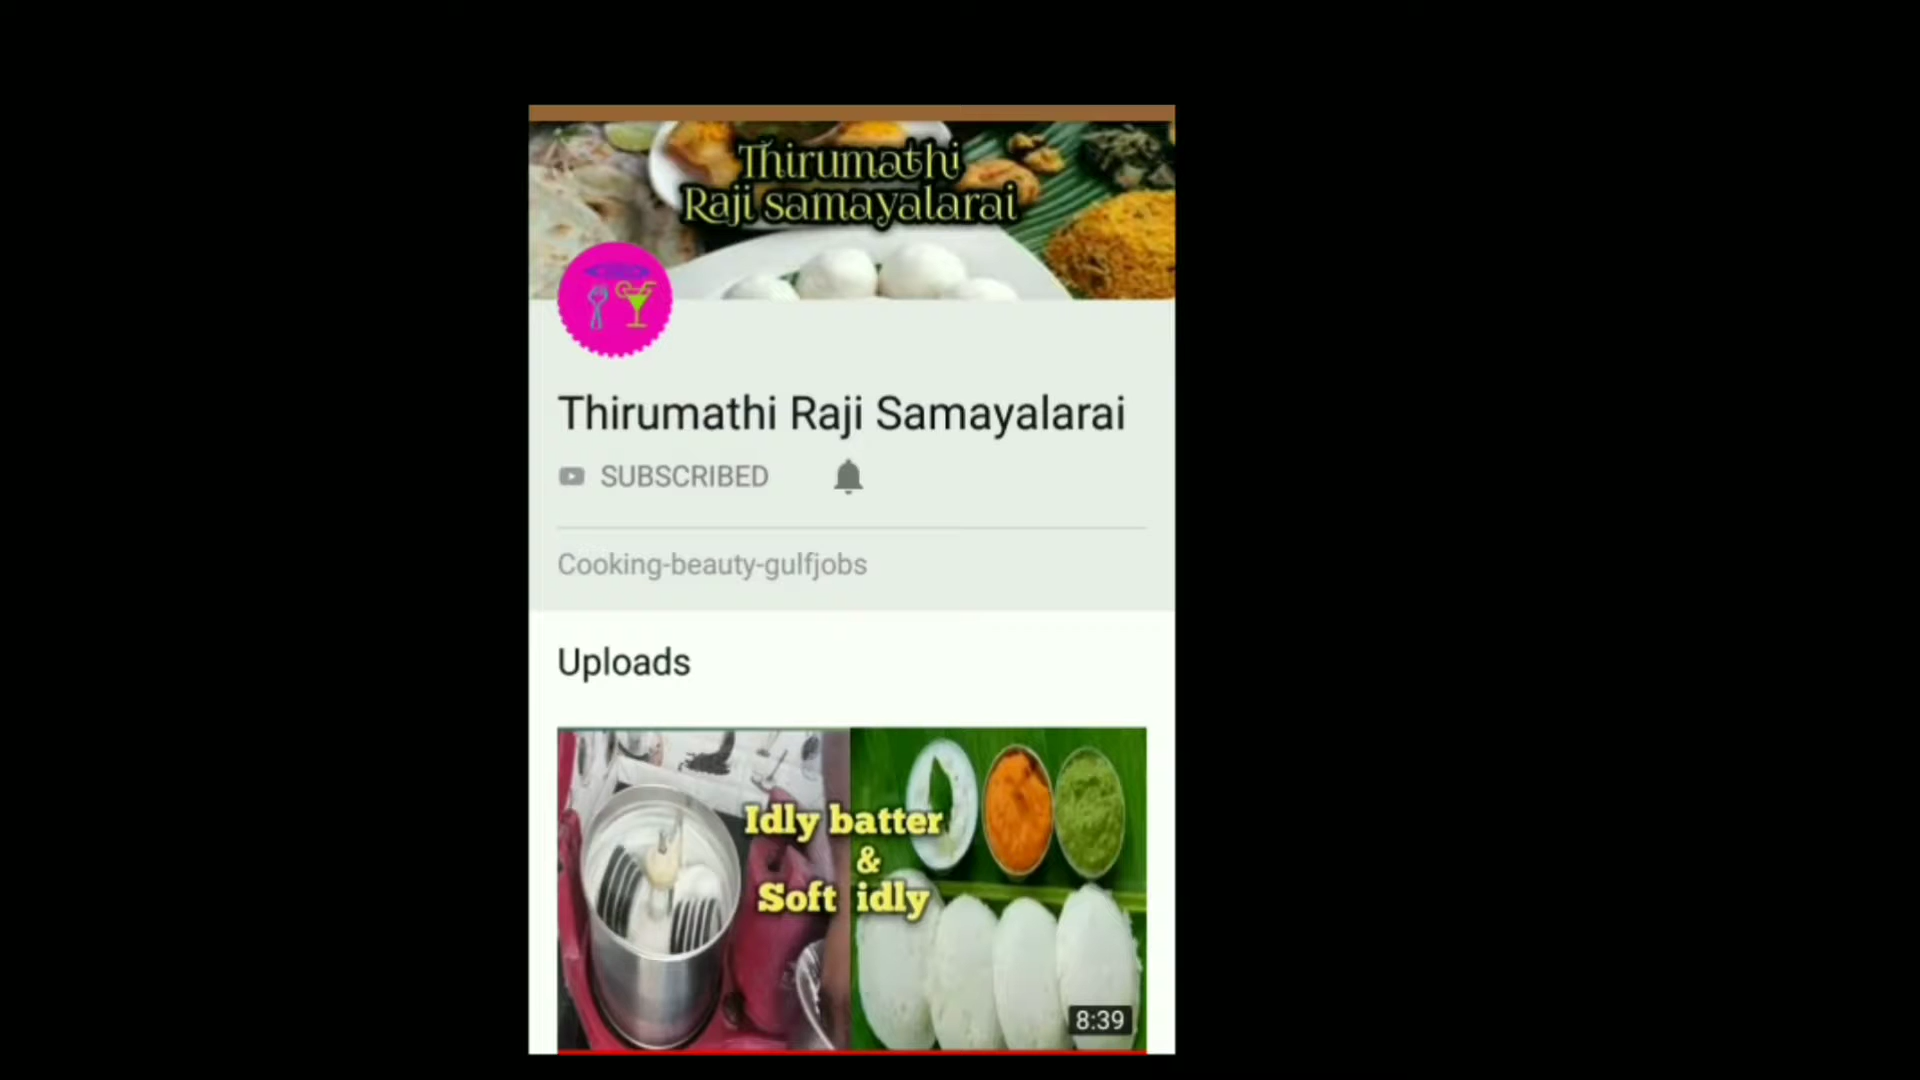 Thirumathi
Raji samayalarai
Thirumathi Raji Samayalarai
SUBSCRIBED
Cooking-beauty-gulfjobs
Uploads
Idly batter
&
Soft idly
8:39